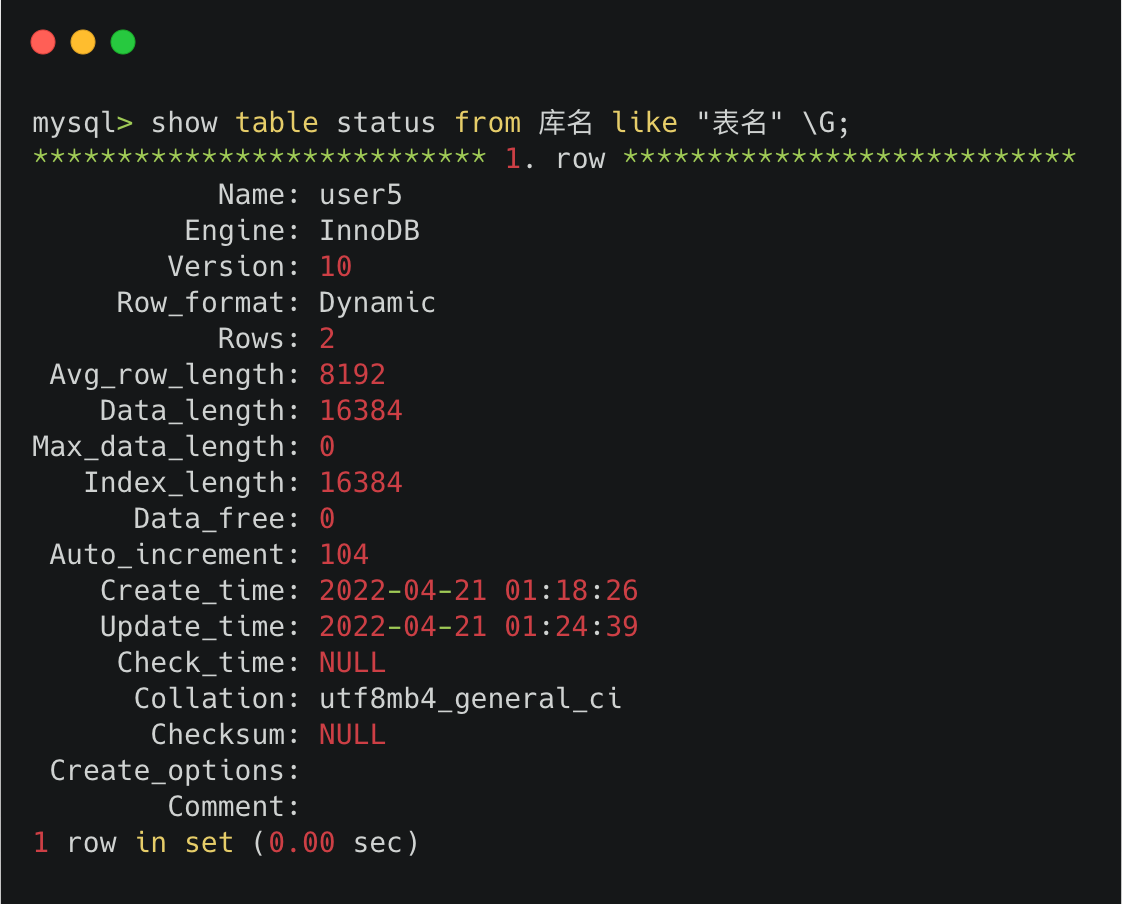 mysql> show table status from 库名 like "表名" \G;
*************************** 1. row ***************************
Name: user5
Engine: InnoDB
Version: 10
Row_format: Dynamic
Rows: 2
Avg_row_length: 8192
Data_length: 16384
Max_data_length: 0
Index_length: 16384
Data_free: 0
Auto_increment: 104
Create_time: 2022-04-21 01:18:26
Update_time: 2022-04-21 01:24:39
Check_time: NULL
Collation: utf8mb4_general_ci
Checksum: NULL
Create_options:
Comment:
1 row in set (0.00 sec)